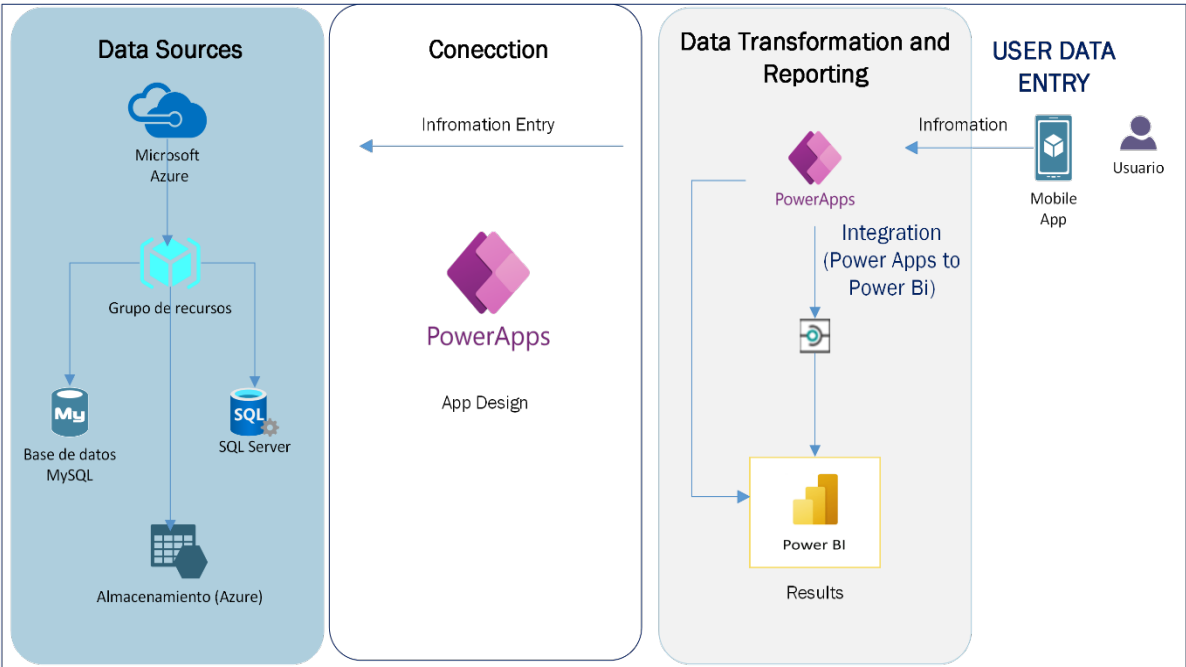 Data Sources
Microsoft
Azure
Grupo de recursos
My
Base de datos
MySQL
SQL
SQL Server
Almacenamiento (Azure)
Conecction
Infromation Entry
PowerApps
App Design
Data Transformation and
Reporting
PowerApps
Integration
(Power Apps to
Power Bi)
Power BI
Results
USER DATA
ENTRY
Infromation
Mobile
App
Usuario